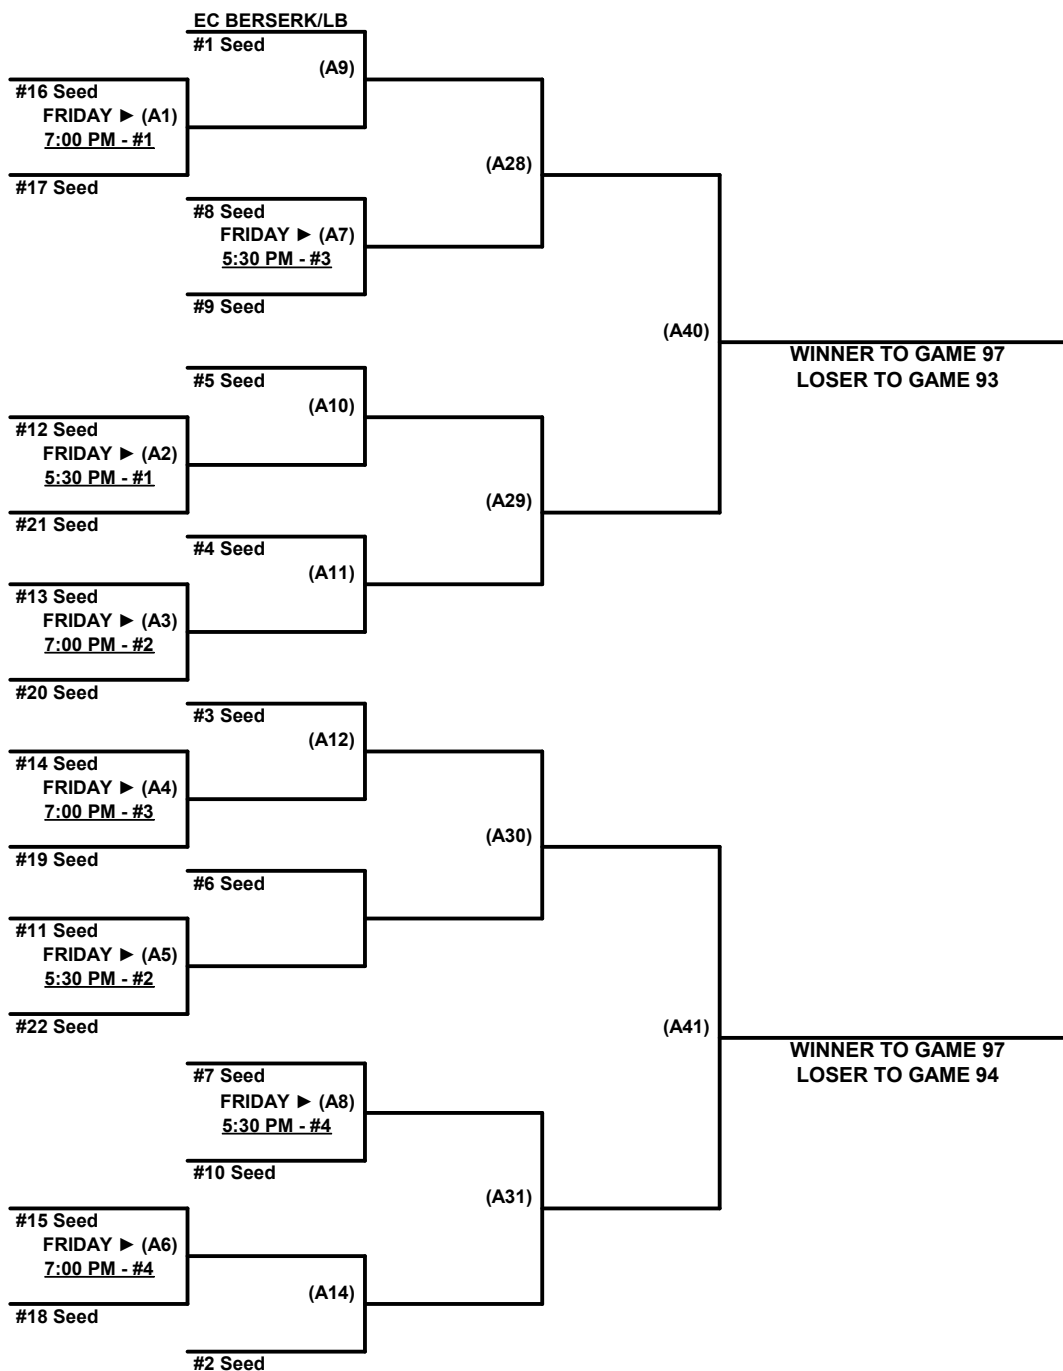 EC BERSERK/LB
#1 Seed
(A9)
#16 Seed
FRIDAY ► (A1)
7:00 PM - #1
(A28)
#17 Seed
#8 Seed
FRIDAY ► (A7)
5:30 PM - #3
#9 Seed
(A40)
WINNER TO GAME 97
LOSER TO GAME 93
#5 Seed
(A10)
#12 Seed
FRIDAY ► (A2)
5:30 PM - #1
(A29)
#21 Seed
#4 Seed
(A11)
#13 Seed
FRIDAY ► (A3)
7:00 PM - #2
#20 Seed
#3 Seed
(A12)
#14 Seed
FRIDAY ► (A4)
7:00 PM - #3
(A30)
#19 Seed
#6 Seed
#11 Seed
FRIDAY ► (A5)
5:30 PM - #2
#22 Seed
(A41)
WINNER TO GAME 97
LOSER TO GAME 94
#7 Seed
FRIDAY ► (A8)
5:30 PM - #4
#10 Seed
(A31)
#15 Seed
FRIDAY ► (A6)
7:00 PM - #4
(A14)
#18 Seed
#2 Seed